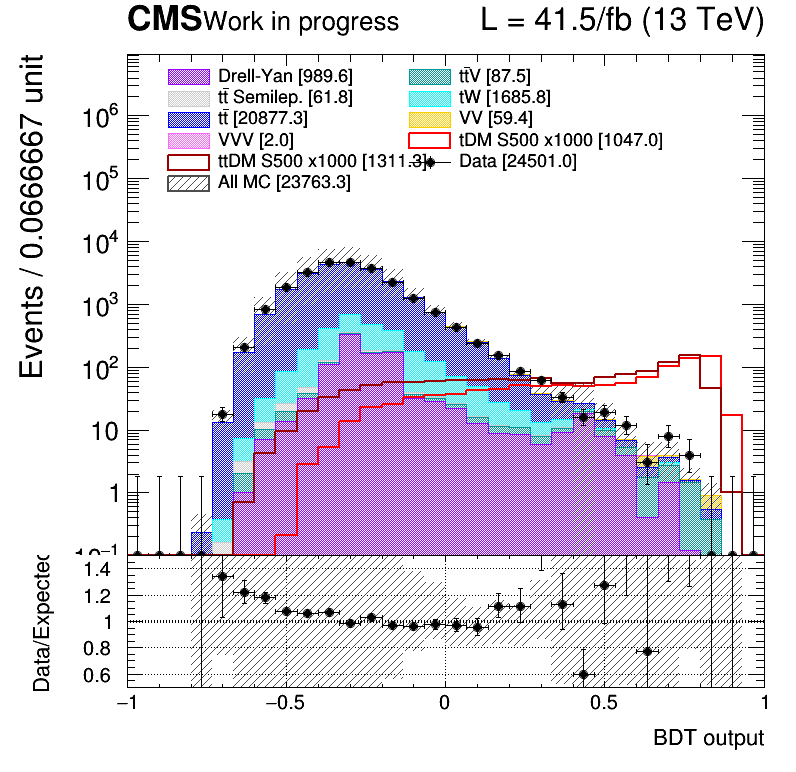 CMS Work in progress L = 41.5/fb (13 TeV)
Events / 0.0666667 unit
Drell-Yan [989.6] tt̄V [87.5]
tt̄ Semilep. [61.8] tW [1685.8]
tt̄ [20877.3] VV [59.4]
VVV [2.0] tDM S500 x1000 [1047.0]
ttDM S500 x1000 [1311.3] Data [24501.0]
All MC [23763.3]
10⁶
10⁵
10⁴
10³
10²
10
1
10⁻¹
Data/Expected
1.4
1.2
1
0.8
0.6
−1 −0.5 0 0.5 1
BDT output